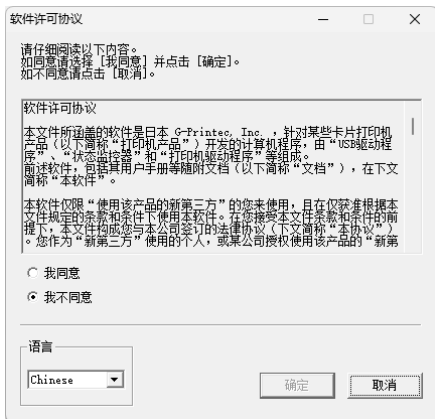 软件许可协议
请仔细阅读以下内容。
如同意请选择［我同意］并点击［确定］。
如不同意请点击［取消］。
软件许可协议
本文件所涵盖的软件是日本 G-Printec, Inc. ，针对某些卡片打印机
产品（以下简称“打印机产品”）开发的计算机程序，由“USB驱动程
序”、“状态监控器”和“打印机驱动程序”等组成。
前述软件，包括其用户手册等随附文档（以下简称“文档”），在下文
简称“本软件”。
本软件仅限“使用该产品的新第三方”的您来使用，且在仅获准根据本
文件规定的条款和条件下使用本软件。在您接受本文件条款和条件的前
提下，本文件构成您与本公司签订的法律协议（下文简称“本协议”）
。您作为“新第三方”使用的个人，或某公司授权使用该产品的“新第
我同意
我不同意
语言
Chinese
确定
取消